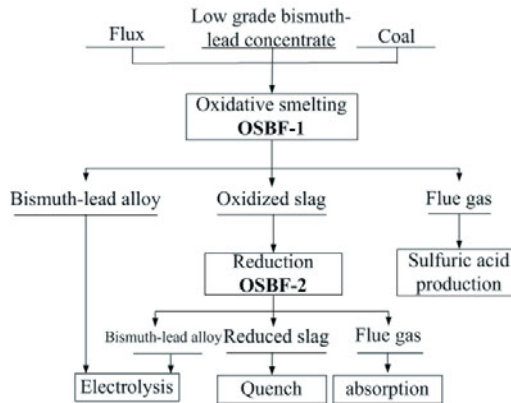 Low grade bismuth-
Flux
lead concentrate
Coal
Oxidative smelting
OSBF-1
Bismuth-lead alloy
Oxidized slag
Flue gas
Reduction
OSBF-2
Sulfuric acid
production
Bismuth-lead alloy
Reduced slag
Flue gas
Electrolysis
Quench
absorption